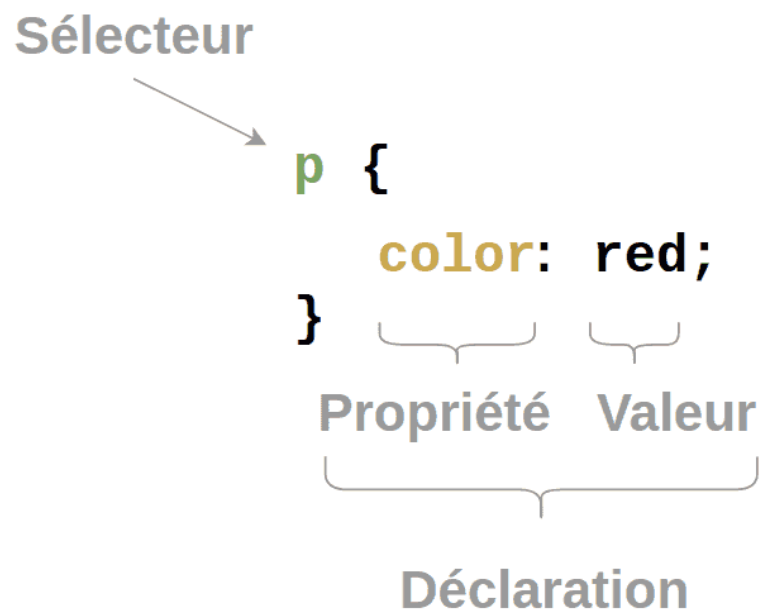 Sélecteur
p {
color: red;
}
Propriété Valeur
Déclaration